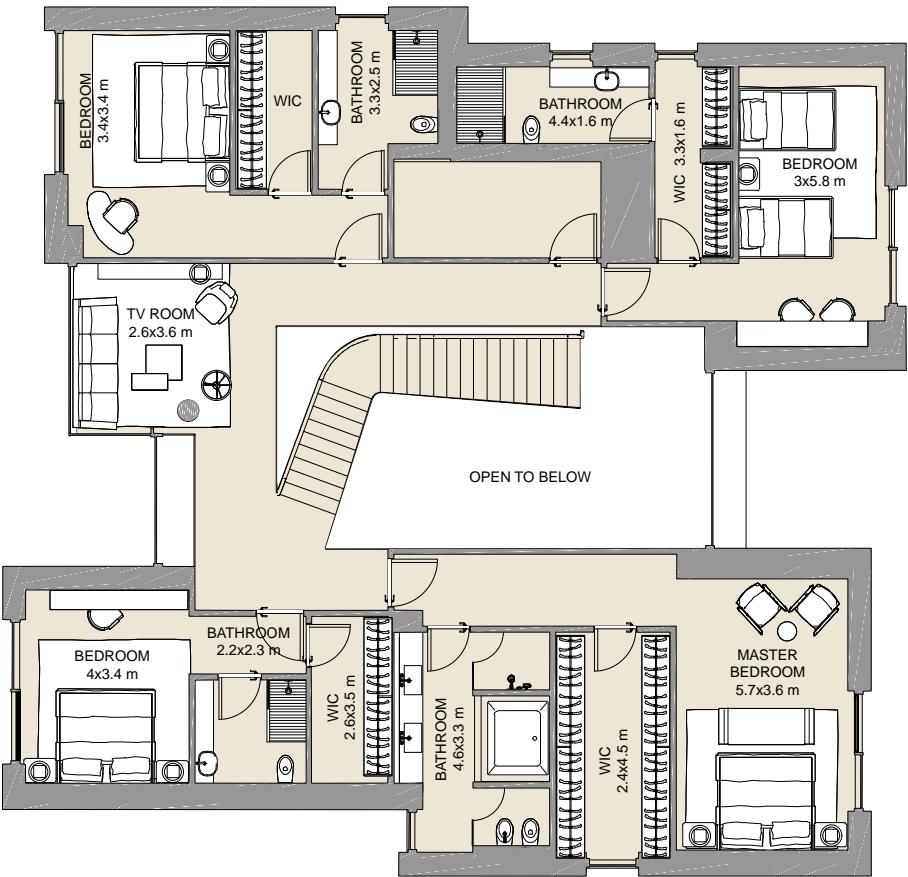 BEDROOM
3.4x3.4 m
WIC
BATHROOM
3.3x2.5 m
BATHROOM
4.4x1.6 m
WIC 3.3x1.6 m
BEDROOM
3x5.8 m
TV ROOM
2.6x3.6 m
OPEN TO BELOW
BEDROOM
4x3.4 m
BATHROOM
2.2x2.3 m
WIC
2.6x3.5 m
BATHROOM
4.6x3.3 m
WIC
2.4x4.5 m
MASTER
BEDROOM
5.7x3.6 m